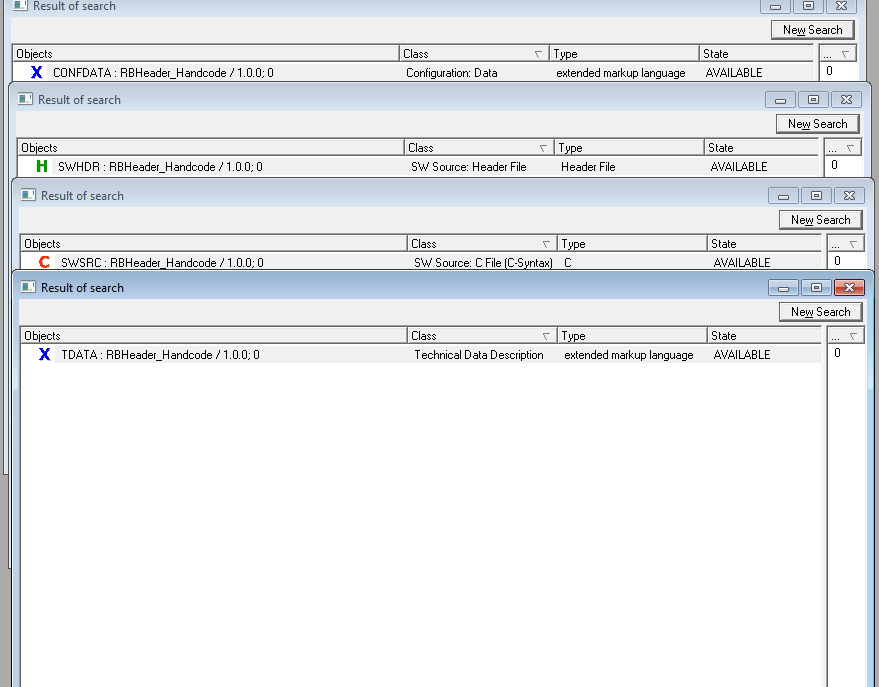 Result of search
New Search
Objects Class Type State ...
X CONFDATA : RBHeader_Handcode / 1.0.0; 0 Configuration: Data extended markup language AVAILABLE 0
Result of search
New Search
Objects Class Type State ...
H SWHDR : RBHeader_Handcode / 1.0.0; 0 SW Source: Header File Header File AVAILABLE 0
Result of search
New Search
Objects Class Type State ...
C SWSRC : RBHeader_Handcode / 1.0.0; 0 SW Source: C File (C-Syntax) C AVAILABLE 0
Result of search
New Search
Objects Class Type State ...
X TDATA : RBHeader_Handcode / 1.0.0; 0 Technical Data Description extended markup language AVAILABLE 0